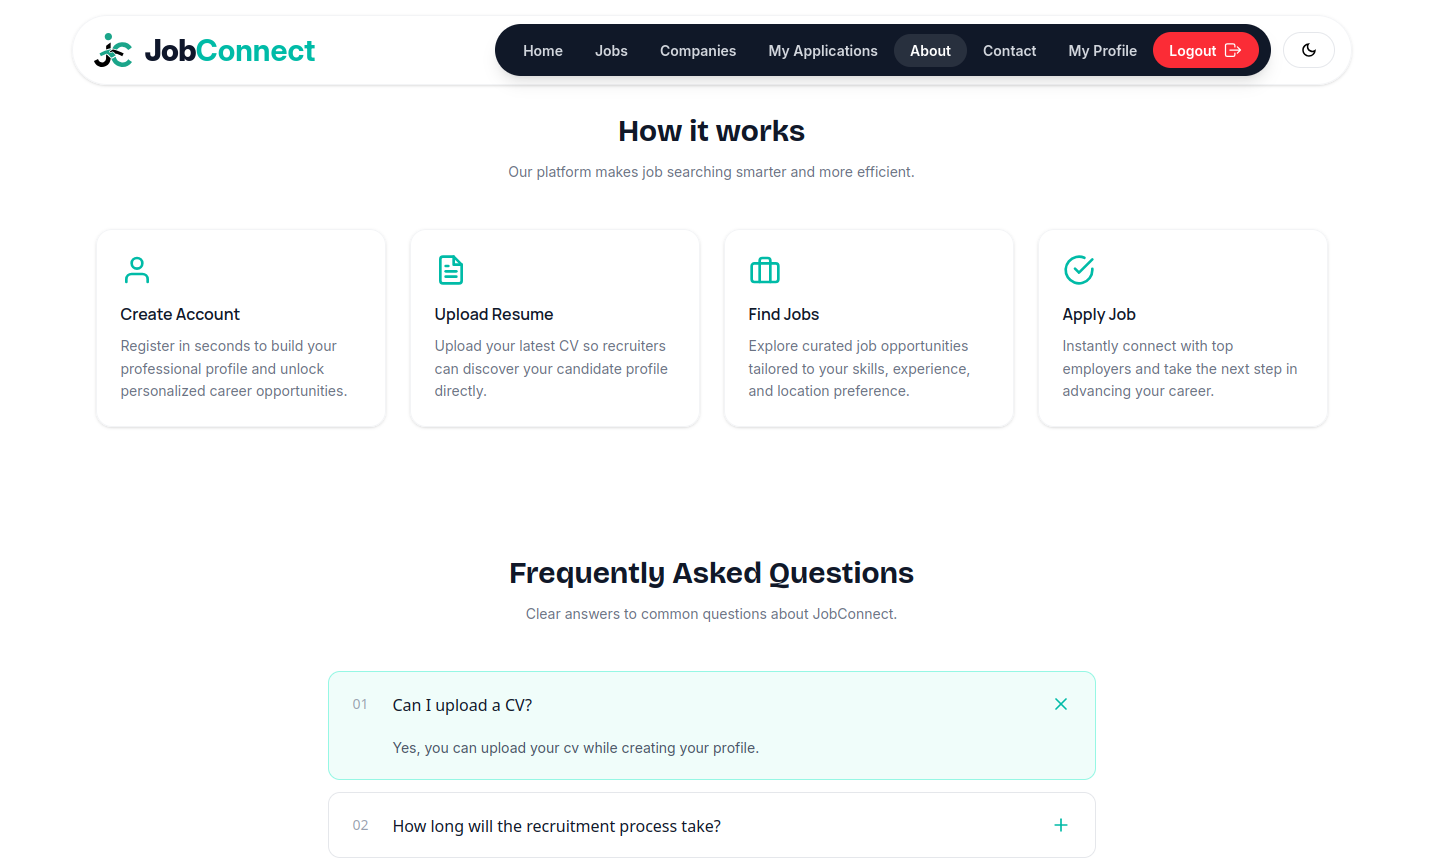 JobConnect
Home Jobs Companies My Applications About Contact My Profile Logout
How it works
Our platform makes job searching smarter and more efficient.
Create Account
Register in seconds to build your
professional profile and unlock
personalized career opportunities.
Upload Resume
Upload your latest CV so recruiters
can discover your candidate profile
directly.
Find Jobs
Explore curated job opportunities
tailored to your skills, experience,
and location preference.
Apply Job
Instantly connect with top
employers and take the next step in
advancing your career.
Frequently Asked Questions
Clear answers to common questions about JobConnect.
01 Can I upload a CV?
Yes, you can upload your cv while creating your profile.
02 How long will the recruitment process take?